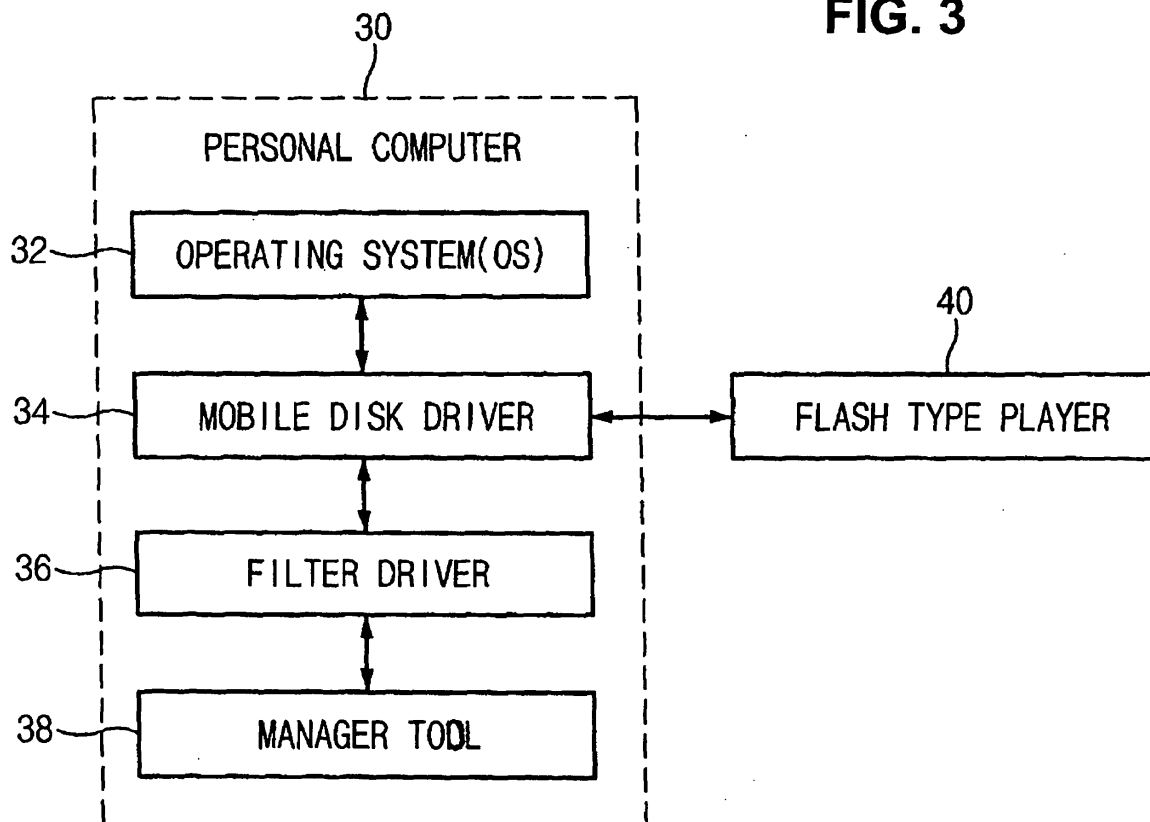 FIG. 3
30
PERSONAL COMPUTER
32
OPERATING SYSTEM(OS)
40
34
MOBILE DISK DRIVER
FLASH TYPE PLAYER
36
FILTER DRIVER
38
MANAGER TOOL